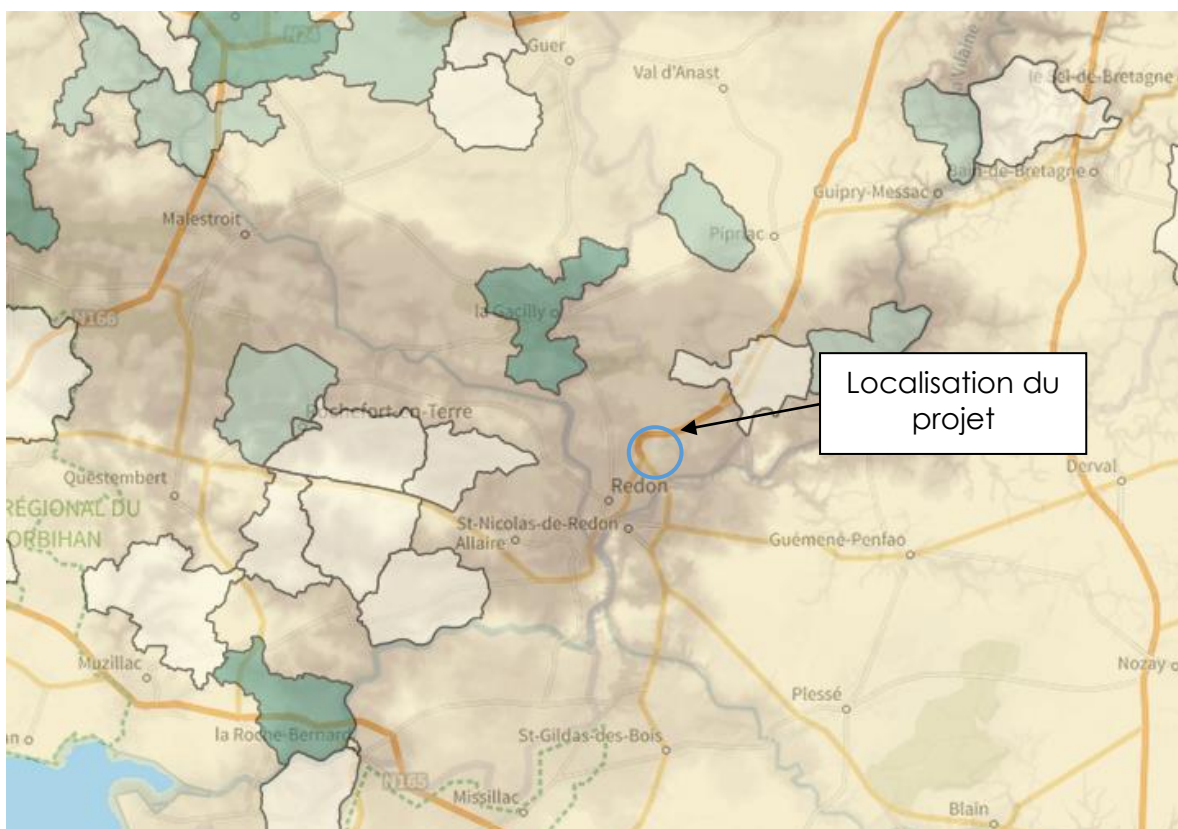 N24
Guer
Val d'Anast
la Vilaine
le Sel-de-Bretagne
Bain-de-Bretagne
Guipry-Messac
Malestroit
Pipriac
la Gacilly
N166
Localisation du
projet
Rochefort-en-Terre
Questembert
Redon
Derval
RÉGIONAL DU
ORBIHAN
St-Nicolas-de-Redon
Allaire
Guémené-Penfao
Muzillac
Nozay
Plessé
la Roche-Bernard
St-Gildas-des-Bois
N165
Missillac
Blain